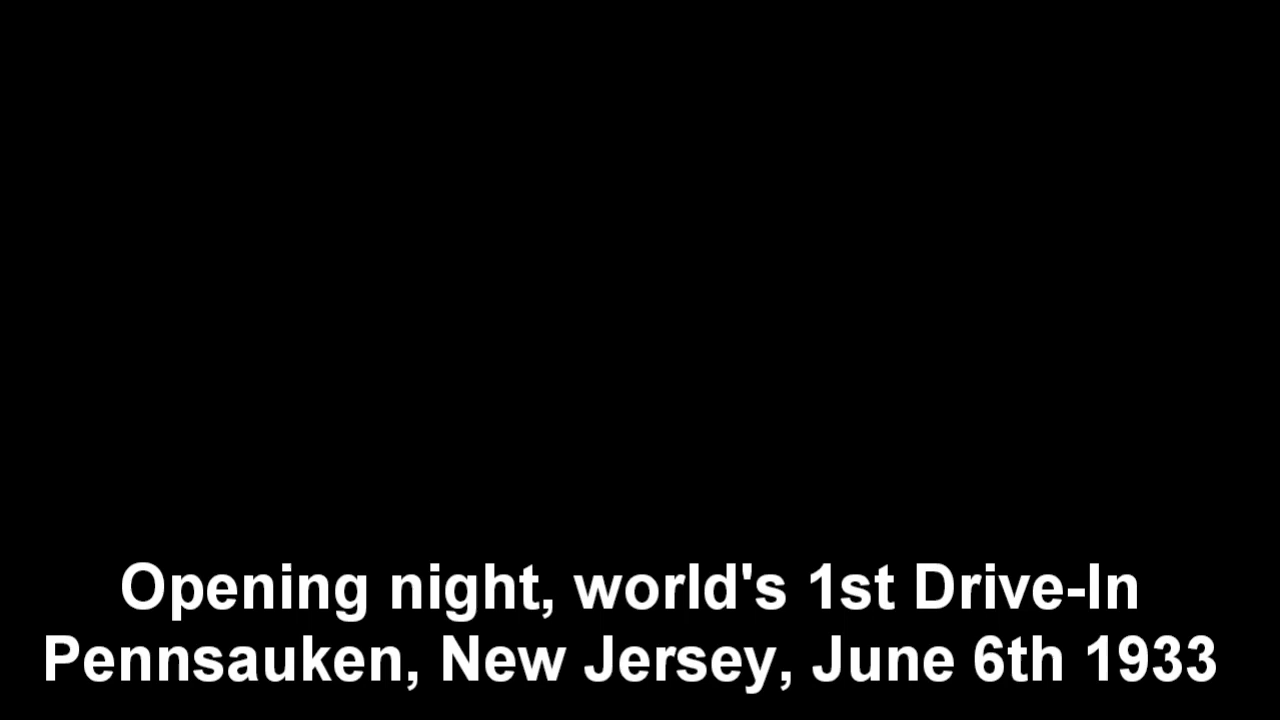 Opening night, world's 1st Drive-In
Pennsauken, New Jersey, June 6th 1933